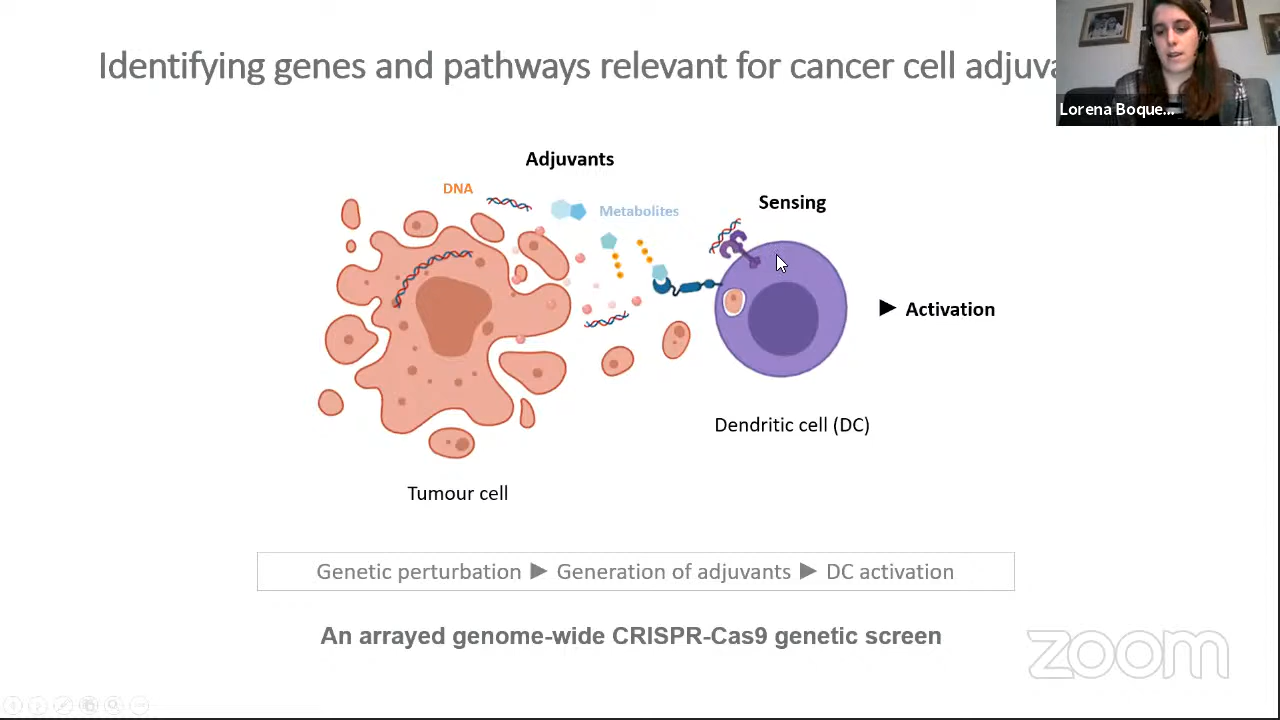 Identifying genes and pathways relevant for cancer cell
Lorena Boque...
Adjuvants
DNA
Metabolites
Sensing
Activation
Dendritic cell (DC)
Tumour cell
Genetic perturbation ▶ Generation of adjuvants ▶ DC activation
An arrayed genome-wide CRISPR-Cas9 genetic screen
zoom